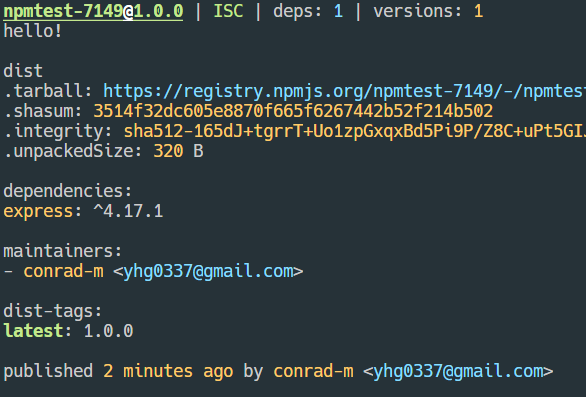 npmtest-7149@1.0.0 | ISC | deps: 1 | versions: 1
hello!
dist
.tarball: https://registry.npmjs.org/npmtest-7149/-/npmtes
.shasum: 3514f32dc605e8870f665f6267442b52f214b502
.integrity: sha512-165dJ+tgrrT+Uo1zpGxqxBd5Pi9P/Z8C+uPt5GI
.unpackedSize: 320 B
dependencies:
express: ^4.17.1
maintainers:
- conrad-m <yhg0337@gmail.com>
dist-tags:
latest: 1.0.0
published 2 minutes ago by conrad-m <yhg0337@gmail.com>